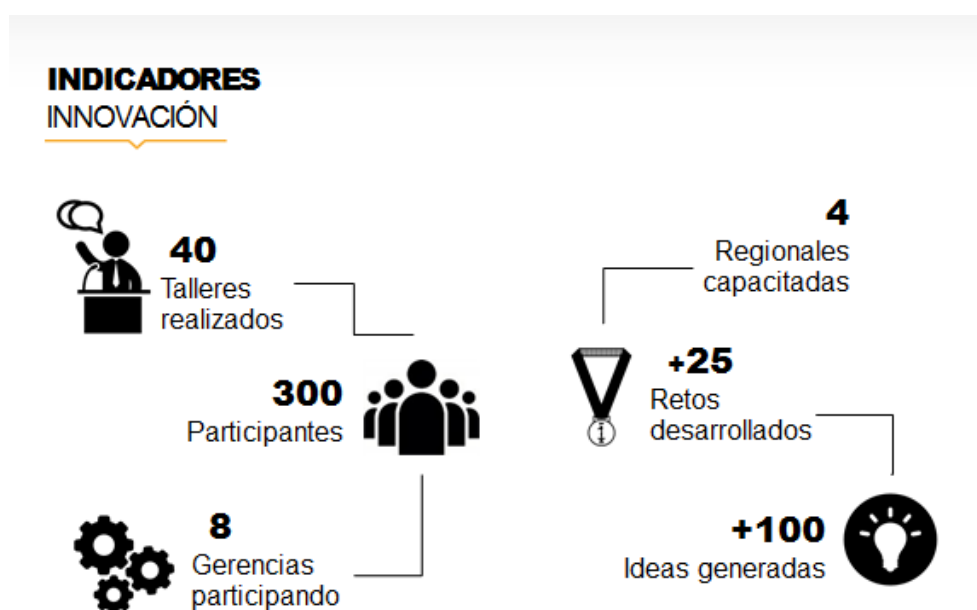 INDICADORES
INNOVACIÓN
40
Talleres
realizados
300
Participantes
8
Gerencias
participando
4
Regionales
capacitadas
+25
Retos
desarrollados
+100
Ideas generadas